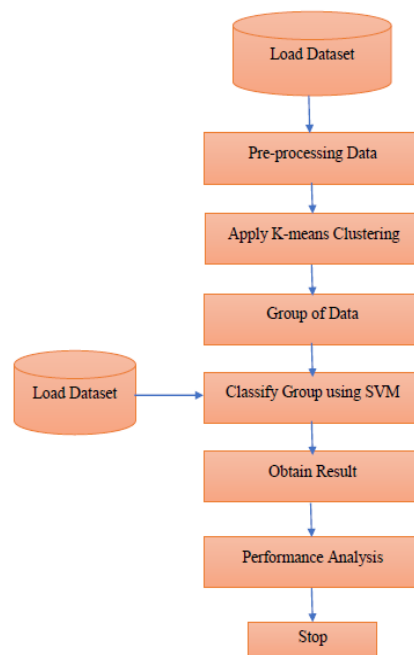 Load Dataset
Pre-processing Data
Apply K-means Clustering
Group of Data
Load Dataset
Classify Group using SVM
Obtain Result
Performance Analysis
Stop